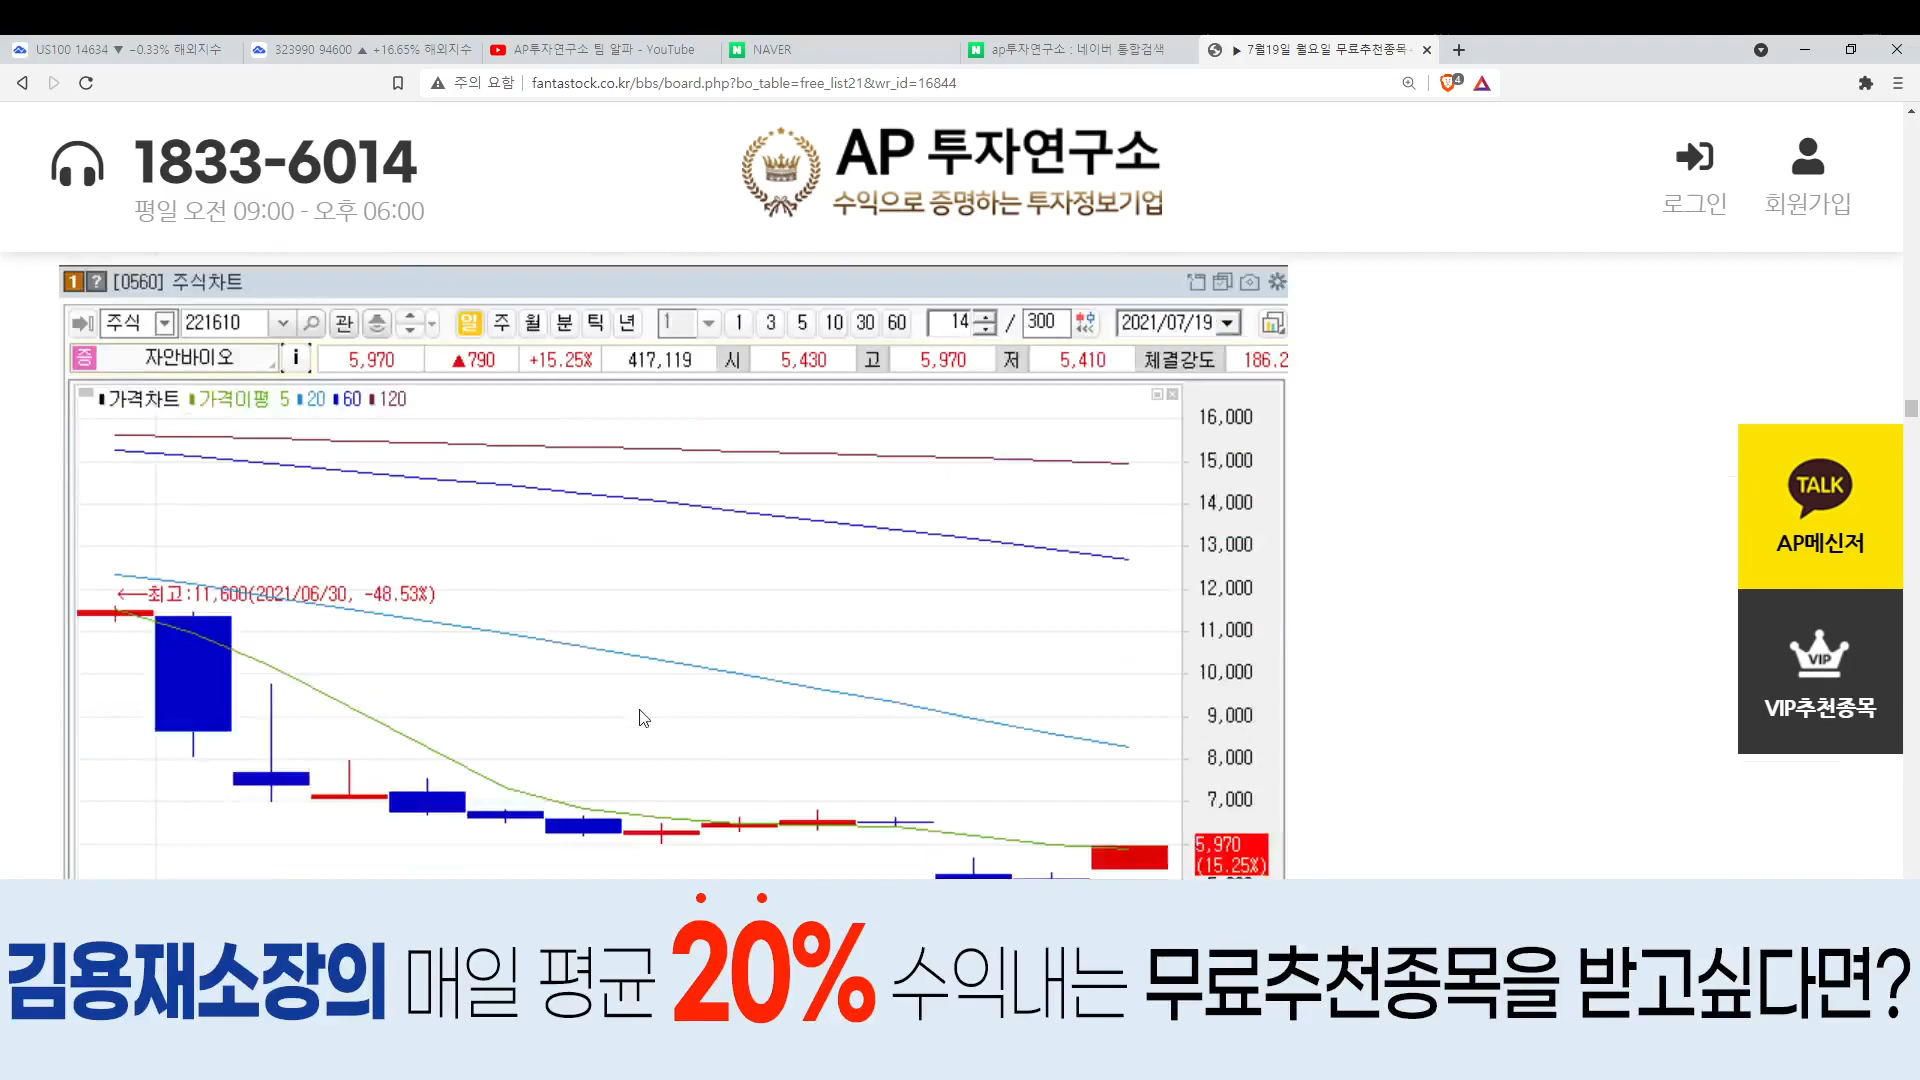 US100 14634 ▼ −0.33% 해외지수
323990 94600 ▲ +16.65% 해외지수
AP투자연구소 팀 알파 - YouTube
NAVER
ap투자연구소 : 네이버 통합검색
▶ 7월19일 월요일 무료추천종목
주의 요함
fantastock.co.kr/bbs/board.php?bo_table=free_list21&wr_id=16844
4
1833-6014
평일 오전 09:00 - 오후 06:00
AP 투자연구소
수익으로 증명하는 투자정보기업
로그인
회원가입
1 ? [0560] 주식차트
주식 221610 관 일 주 월 분 틱 년 1 1 3 5 10 30 60 14 / 300 2021/07/19
증 자안바이오 i 5,970 ▲790 +15.25% 417,119 시 5,430 고 5,970 저 5,410 체결강도 186.2
가격차트 가격이평 5 20 60 120
16,000
15,000
14,000
13,000
12,000
11,000
10,000
9,000
8,000
7,000
5,970
(15.25%)
←최고:11,600(2021/06/30, -48.53%)
TALK
AP메신저
VIP
VIP추천종목
김용재소장의 매일 평균 20% 수익내는 무료추천종목을 받고싶다면?